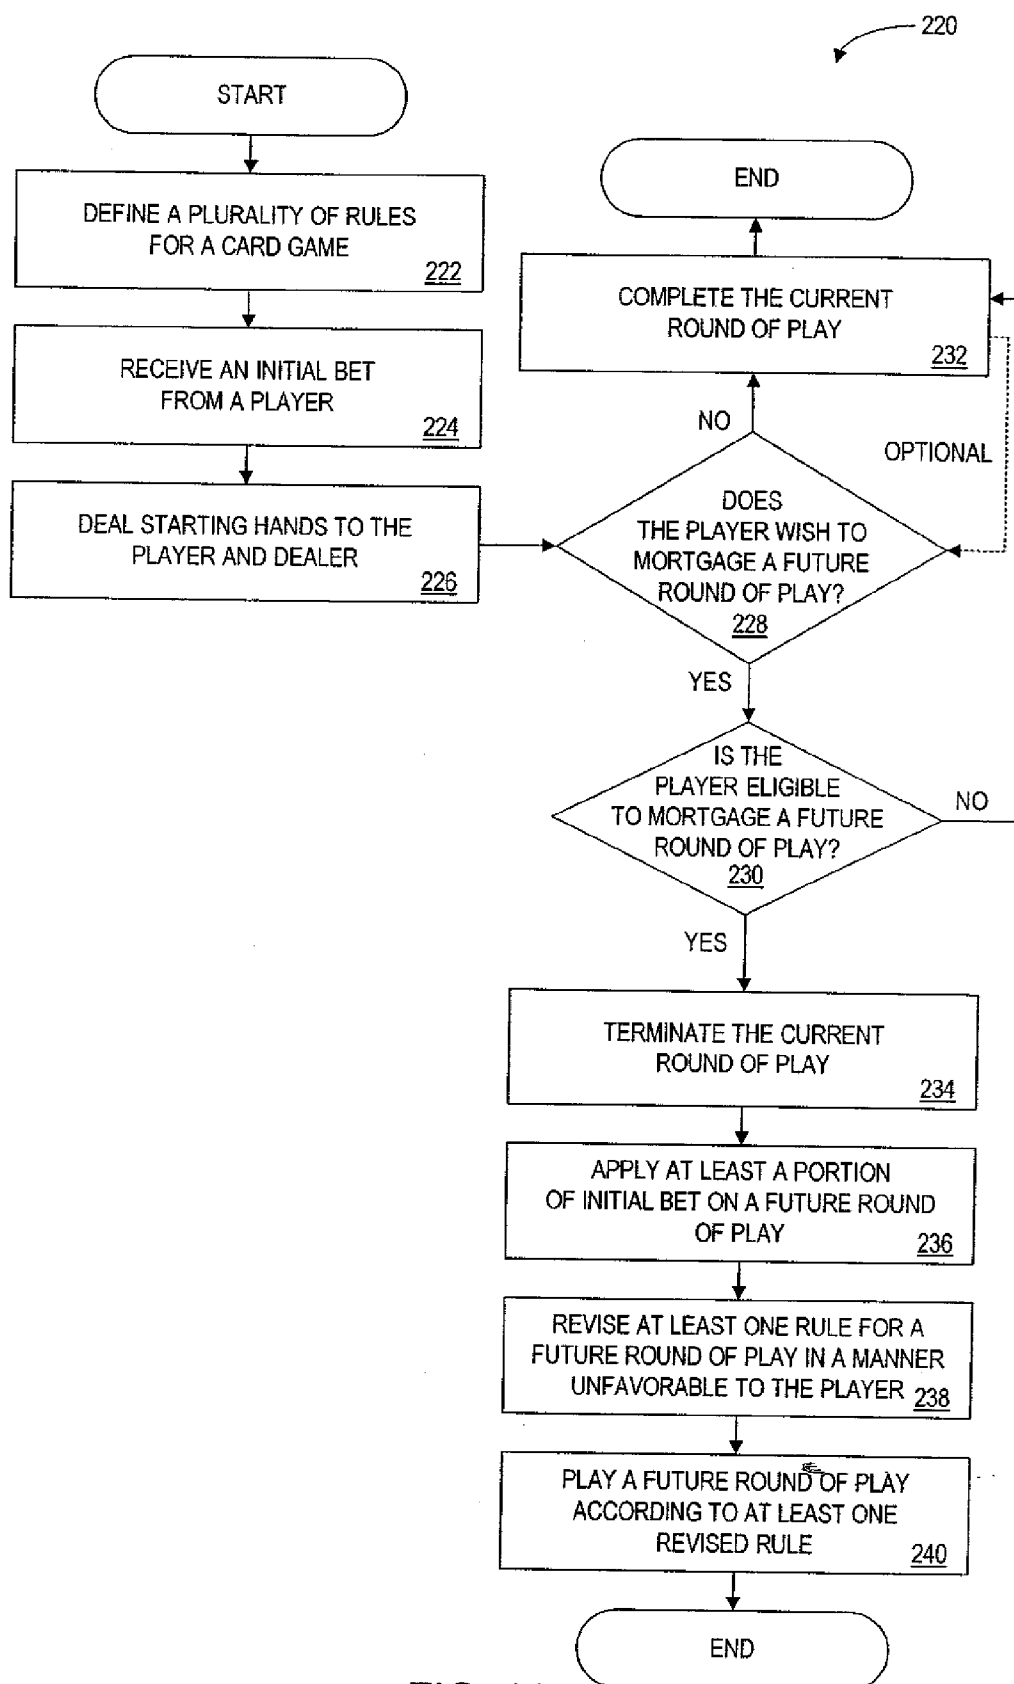 220
START
DEFINE A PLURALITY OF RULES
FOR A CARD GAME
222
RECEIVE AN INITIAL BET
FROM A PLAYER
224
DEAL STARTING HANDS TO THE
PLAYER AND DEALER
226
END
COMPLETE THE CURRENT
ROUND OF PLAY
232
NO
OPTIONAL
DOES
THE PLAYER WISH TO
MORTGAGE A FUTURE
ROUND OF PLAY?
228
YES
IS THE
PLAYER ELIGIBLE
TO MORTGAGE A FUTURE
ROUND OF PLAY?
230
NO
YES
TERMINATE THE CURRENT
ROUND OF PLAY
234
APPLY AT LEAST A PORTION
OF INITIAL BET ON A FUTURE ROUND
OF PLAY
236
REVISE AT LEAST ONE RULE FOR A
FUTURE ROUND OF PLAY IN A MANNER
UNFAVORABLE TO THE PLAYER 238
PLAY A FUTURE ROUND OF PLAY
ACCORDING TO AT LEAST ONE
REVISED RULE
240
END